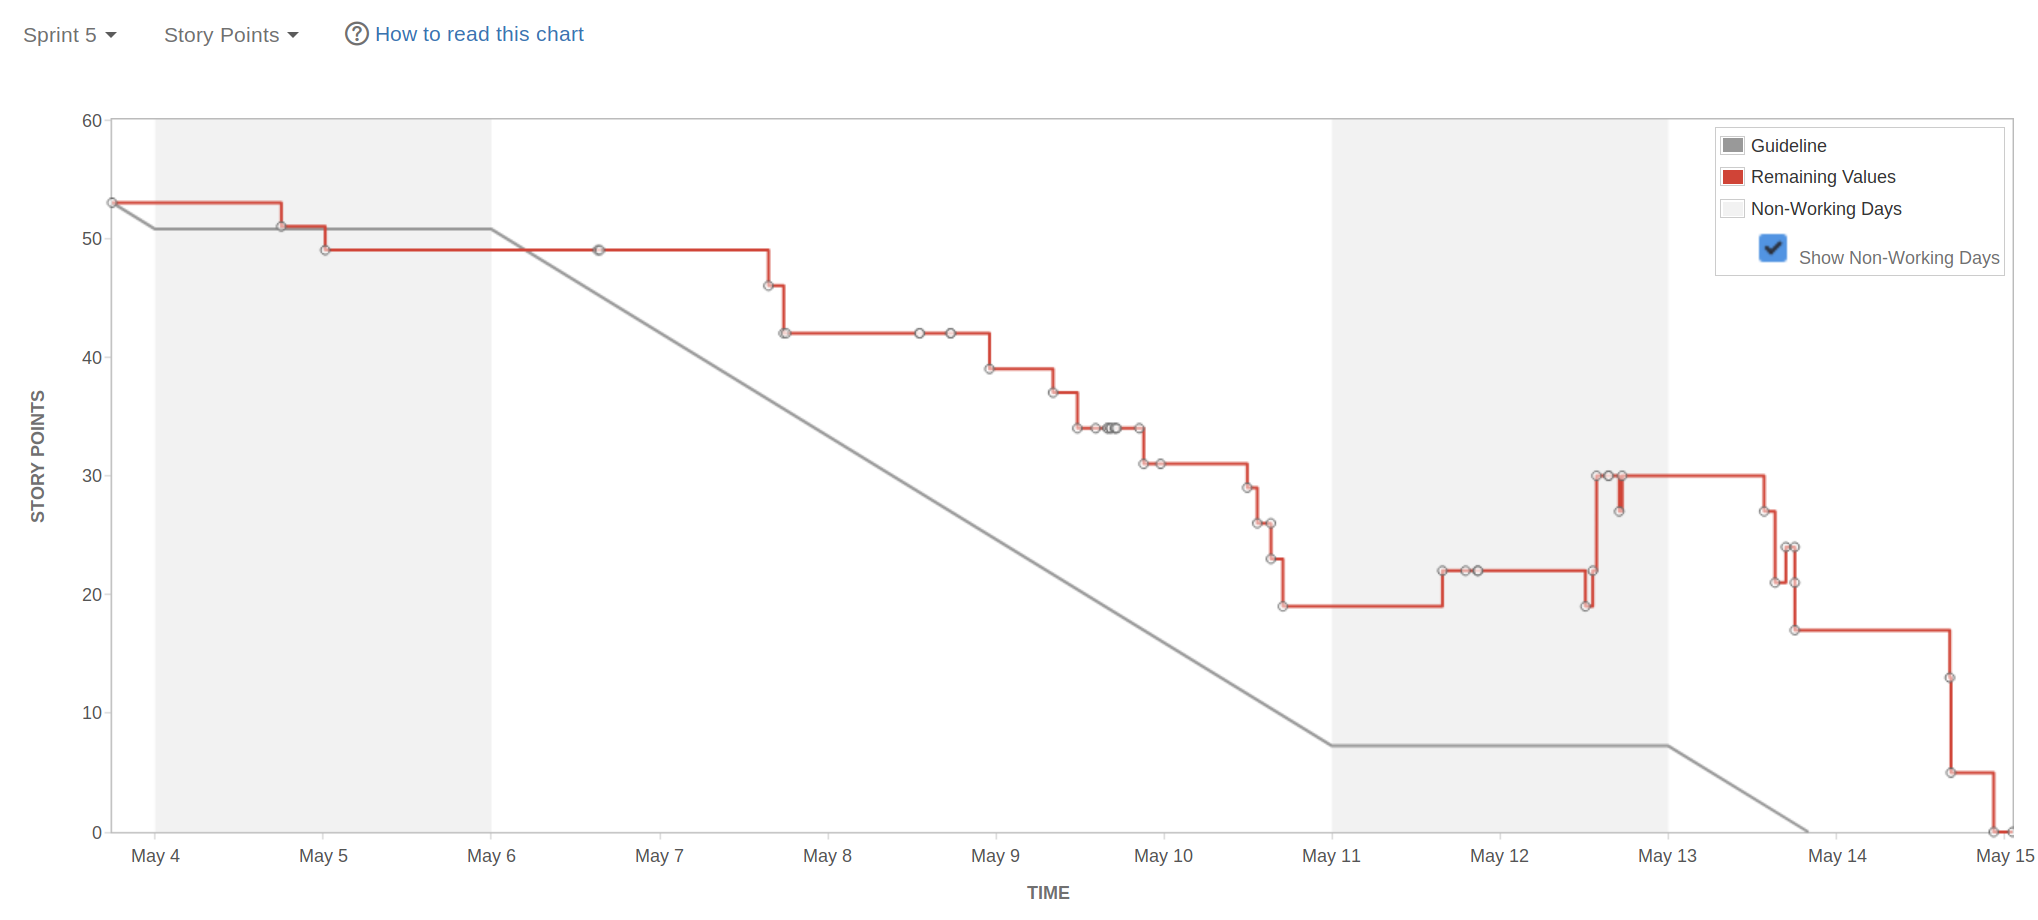 Sprint 5
Story Points
How to read this chart
60
50
40
30
20
10
0
STORY POINTS
Guideline
Remaining Values
Non-Working Days
Show Non-Working Days
May 4
May 5
May 6
May 7
May 8
May 9
May 10
May 11
May 12
May 13
May 14
May 15
TIME